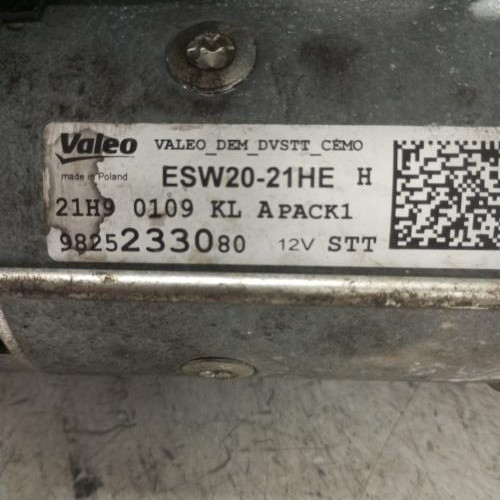 Valeo VALEO_DEM_DVSTT_CEMO
made in Poland ESW20-21HE H
21H9 0109 KL APACK1
9825233080 12V STT